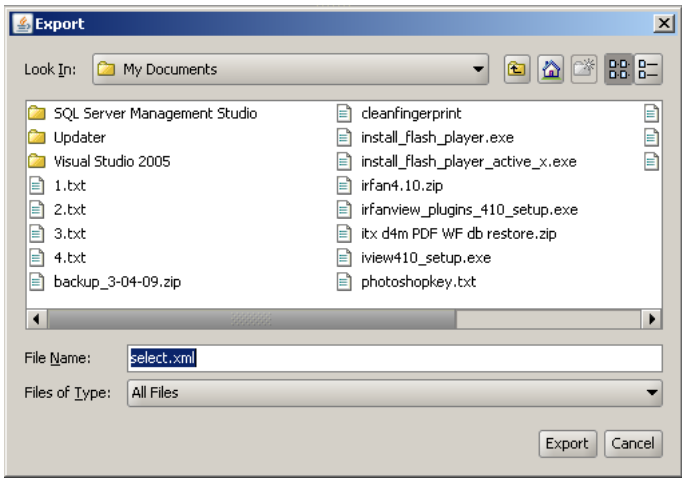 Export
Look In: My Documents
SQL Server Management Studio
Updater
Visual Studio 2005
1.txt
2.txt
3.txt
4.txt
backup_3-04-09.zip
cleanfingerprint
install_flash_player.exe
install_flash_player_active_x.exe
irfan4.10.zip
irfanview_plugins_410_setup.exe
itx d4m PDF WF db restore.zip
iview410_setup.exe
photoshopkey.txt
File Name: select.xml
Files of Type: All Files
Export Cancel